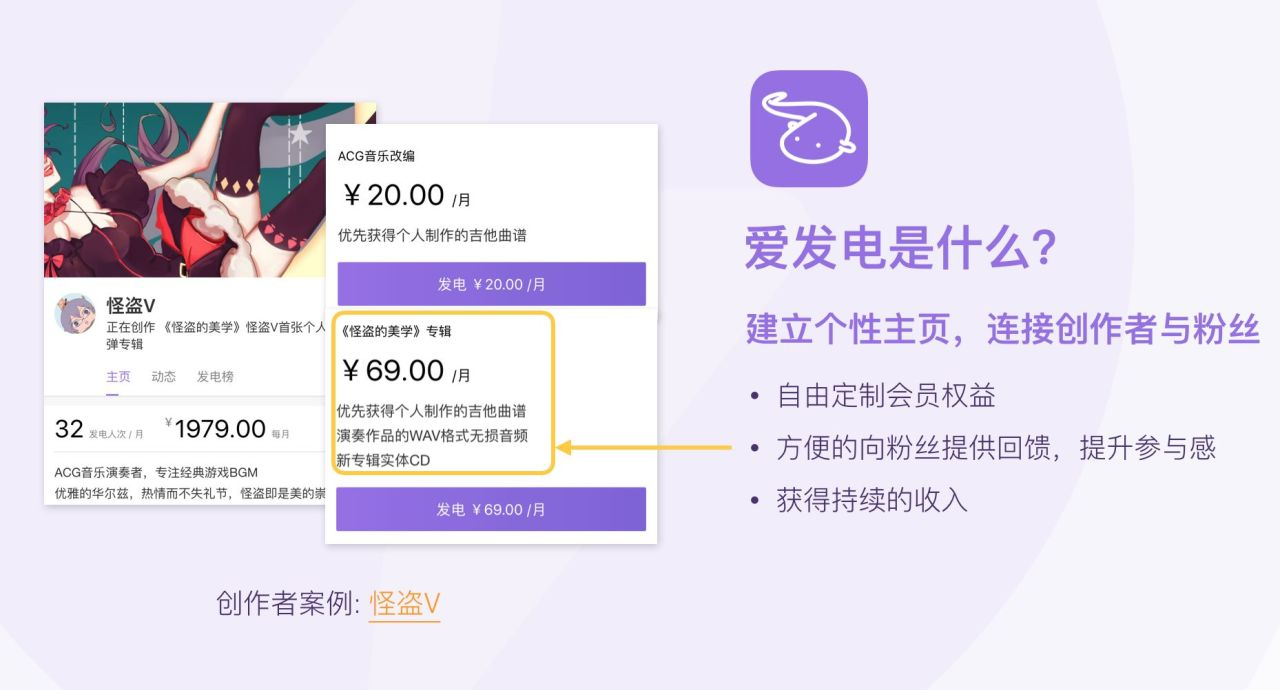 怪盗V
正在创作 《怪盗的美学》怪盗V首张个人
弹专辑
主页 动态 发电榜
32 发电人次 / 月 ¥1979.00 每月
ACG音乐演奏者，专注经典游戏BGM
优雅的华尔兹，热情而不失礼节，怪盗即是美的崇
ACG音乐改编
¥20.00 /月
优先获得个人制作的吉他曲谱
发电 ¥20.00 /月
《怪盗的美学》专辑
¥69.00 /月
优先获得个人制作的吉他曲谱
演奏作品的WAV格式无损音频
新专辑实体CD
发电 ¥69.00 /月
创作者案例: 怪盗V
爱发电是什么？
建立个性主页，连接创作者与粉丝
• 自由定制会员权益
• 方便的向粉丝提供回馈，提升参与感
• 获得持续的收入